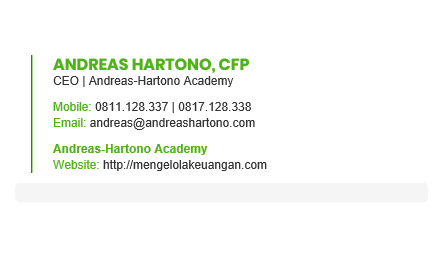 ANDREAS HARTONO, CFP
CEO | Andreas-Hartono Academy
Mobile: 0811.128.337 | 0817.128.338
Email: andreas@andreashartono.com
Andreas-Hartono Academy
Website: http://mengelolakeuangan.com